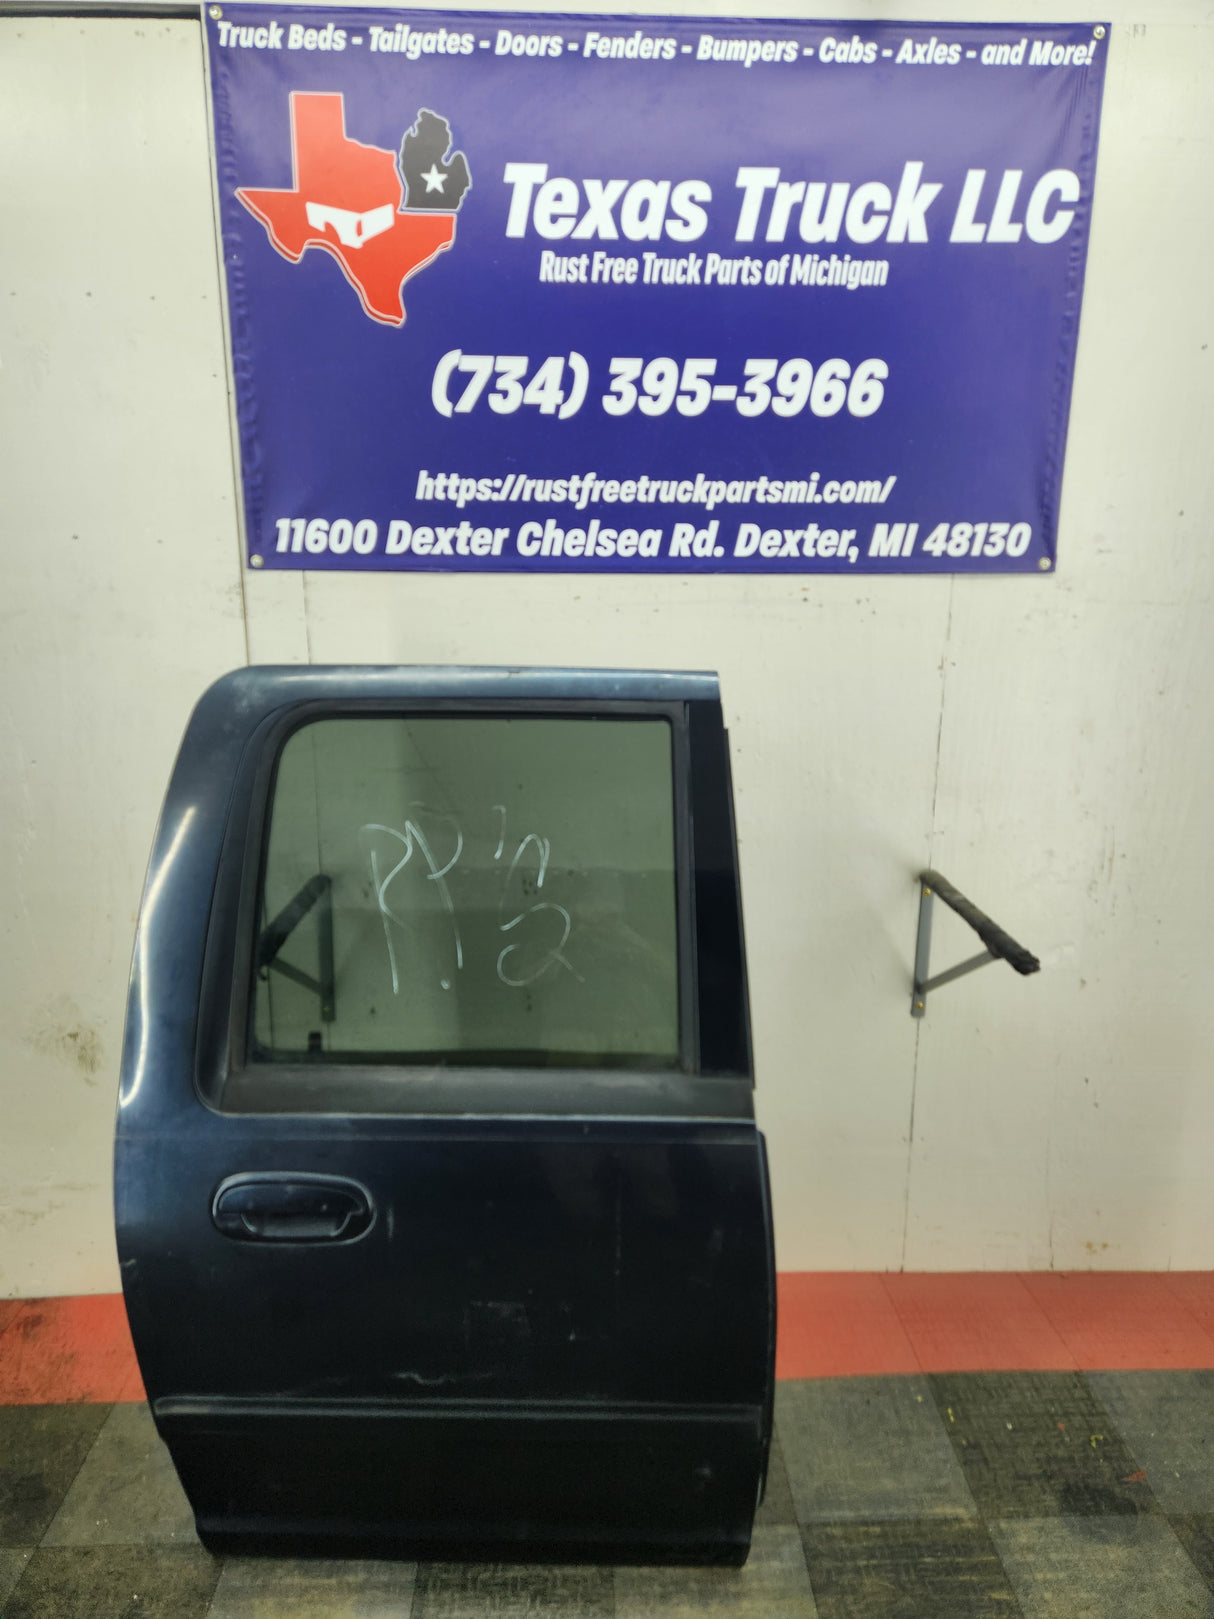 Truck Beds - Tailgates - Doors - Fenders - Bumpers - Cabs - Axles - and More!
Texas Truck LLC
Rust Free Truck Parts of Michigan
(734) 395-3966
https://rustfreetruckpartsmi.com/
11600 Dexter Chelsea Rd. Dexter, MI 48130